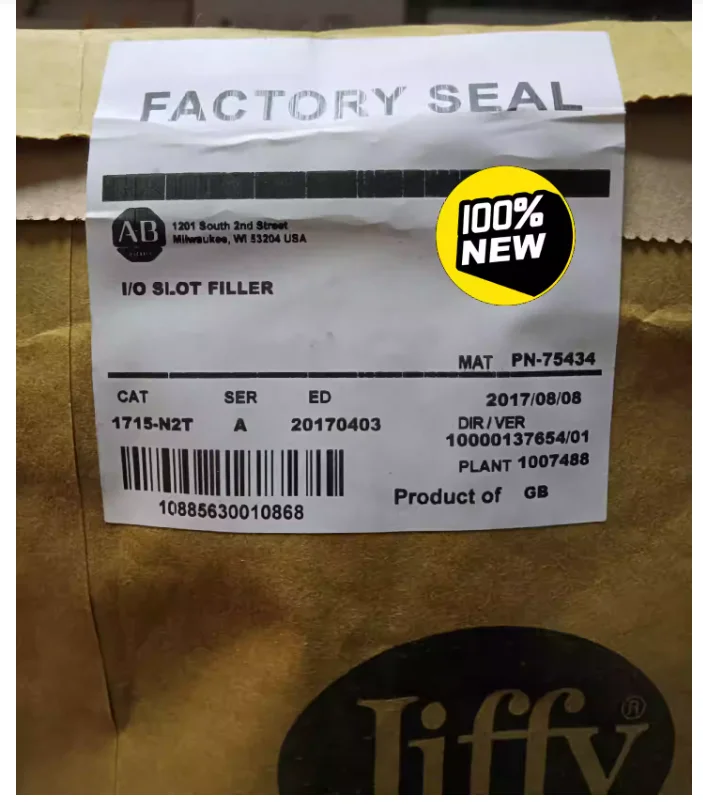 FACTORY SEAL
AB
1201 South 2nd Street
Milwaukee, WI 53204 USA
100%
NEW
I/O SLOT FILLER
MAT PN-75434
CAT SER ED 2017/08/08
1715-N2T A 20170403 DIR/VER
10000137654/01
PLANT 1007488
Product of GB
10885630010868
Jiffy®